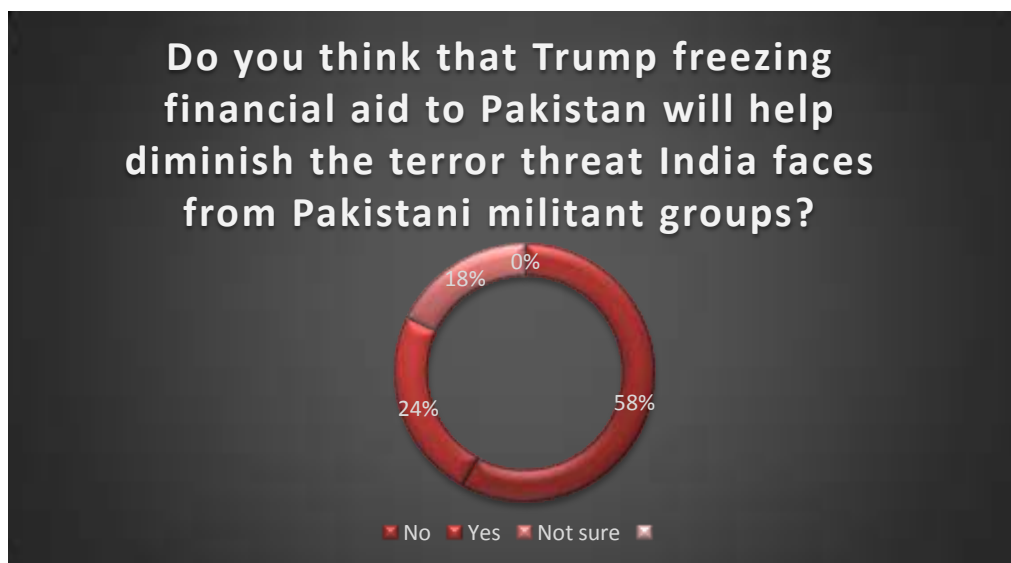 Do you think that Trump freezing
financial aid to Pakistan will help
diminish the terror threat India faces
from Pakistani militant groups?
0%
18%
24%
58%
No Yes Not sure